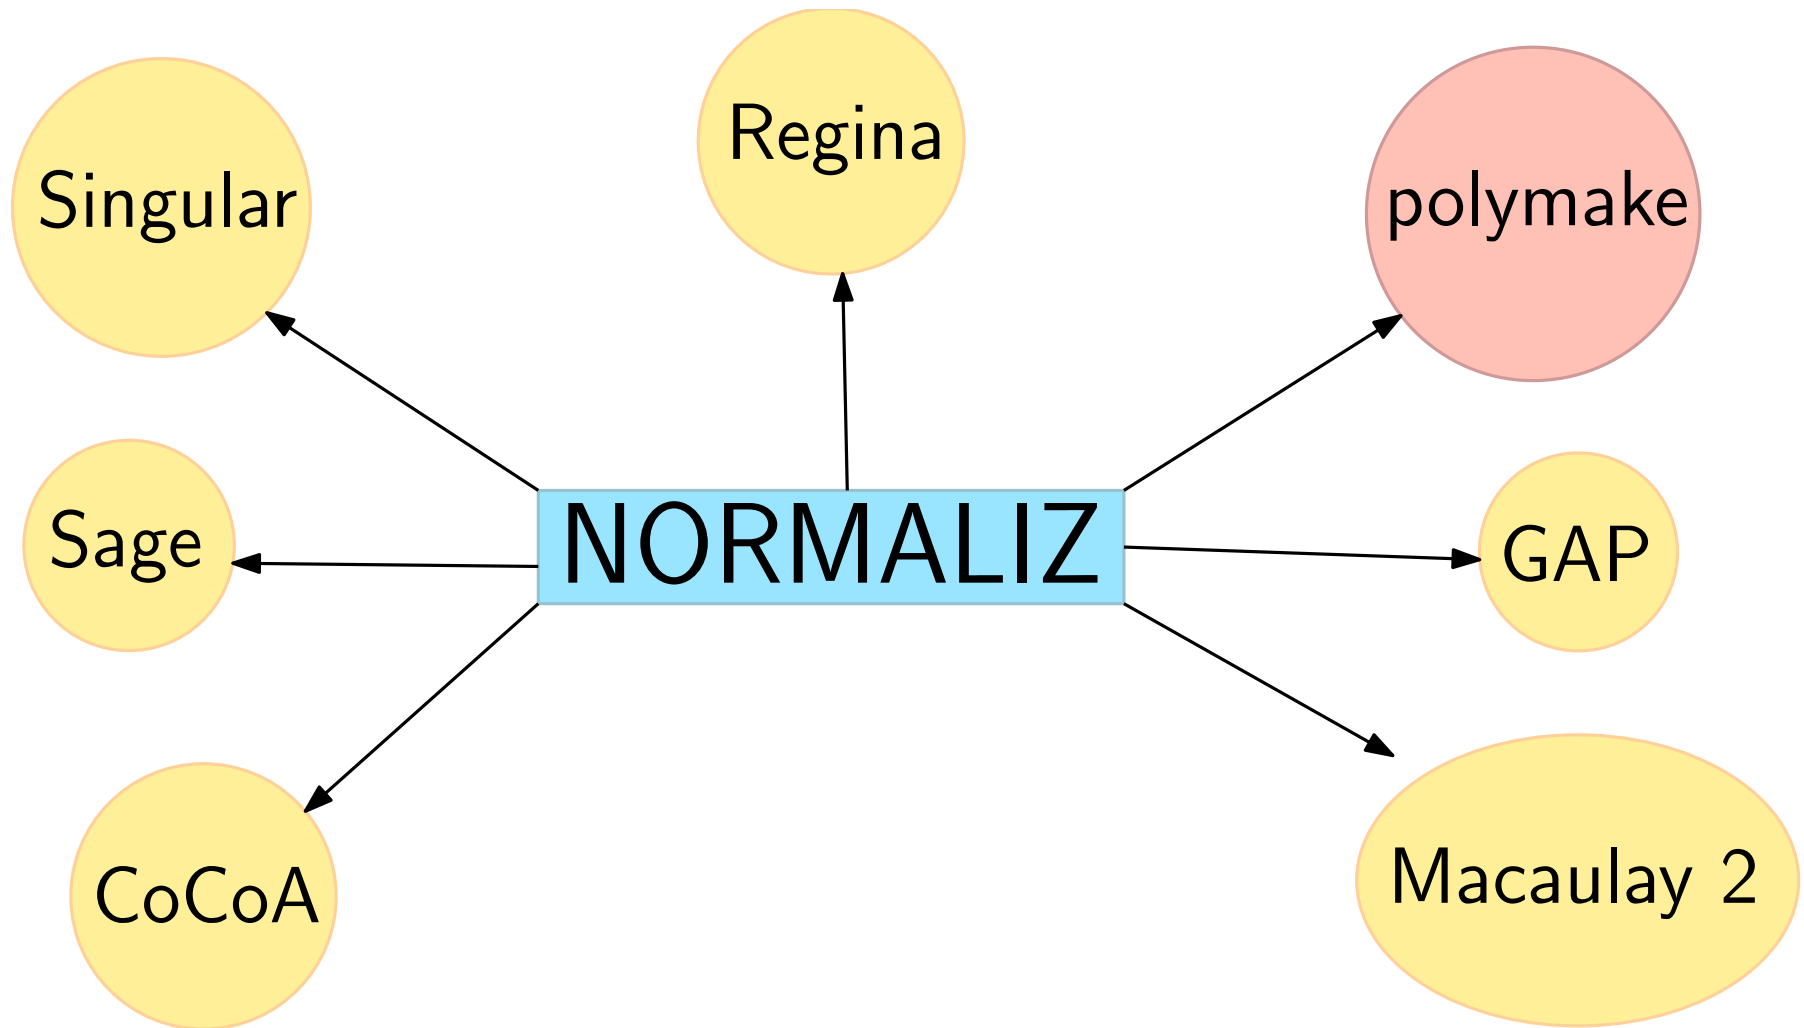 Regina
Singular
polymake
Sage
NORMALIZ
GAP
CoCoA
Macaulay 2